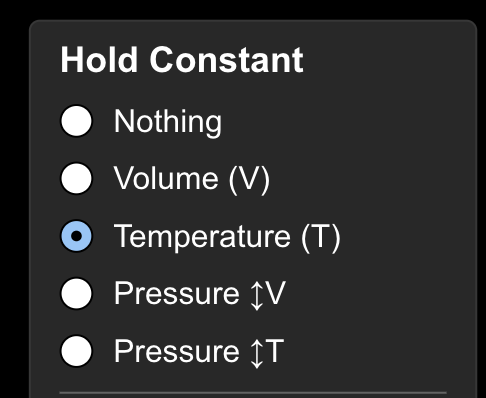 Hold Constant
Nothing
Volume (V)
Temperature (T)
Pressure ↕V
Pressure ↕T